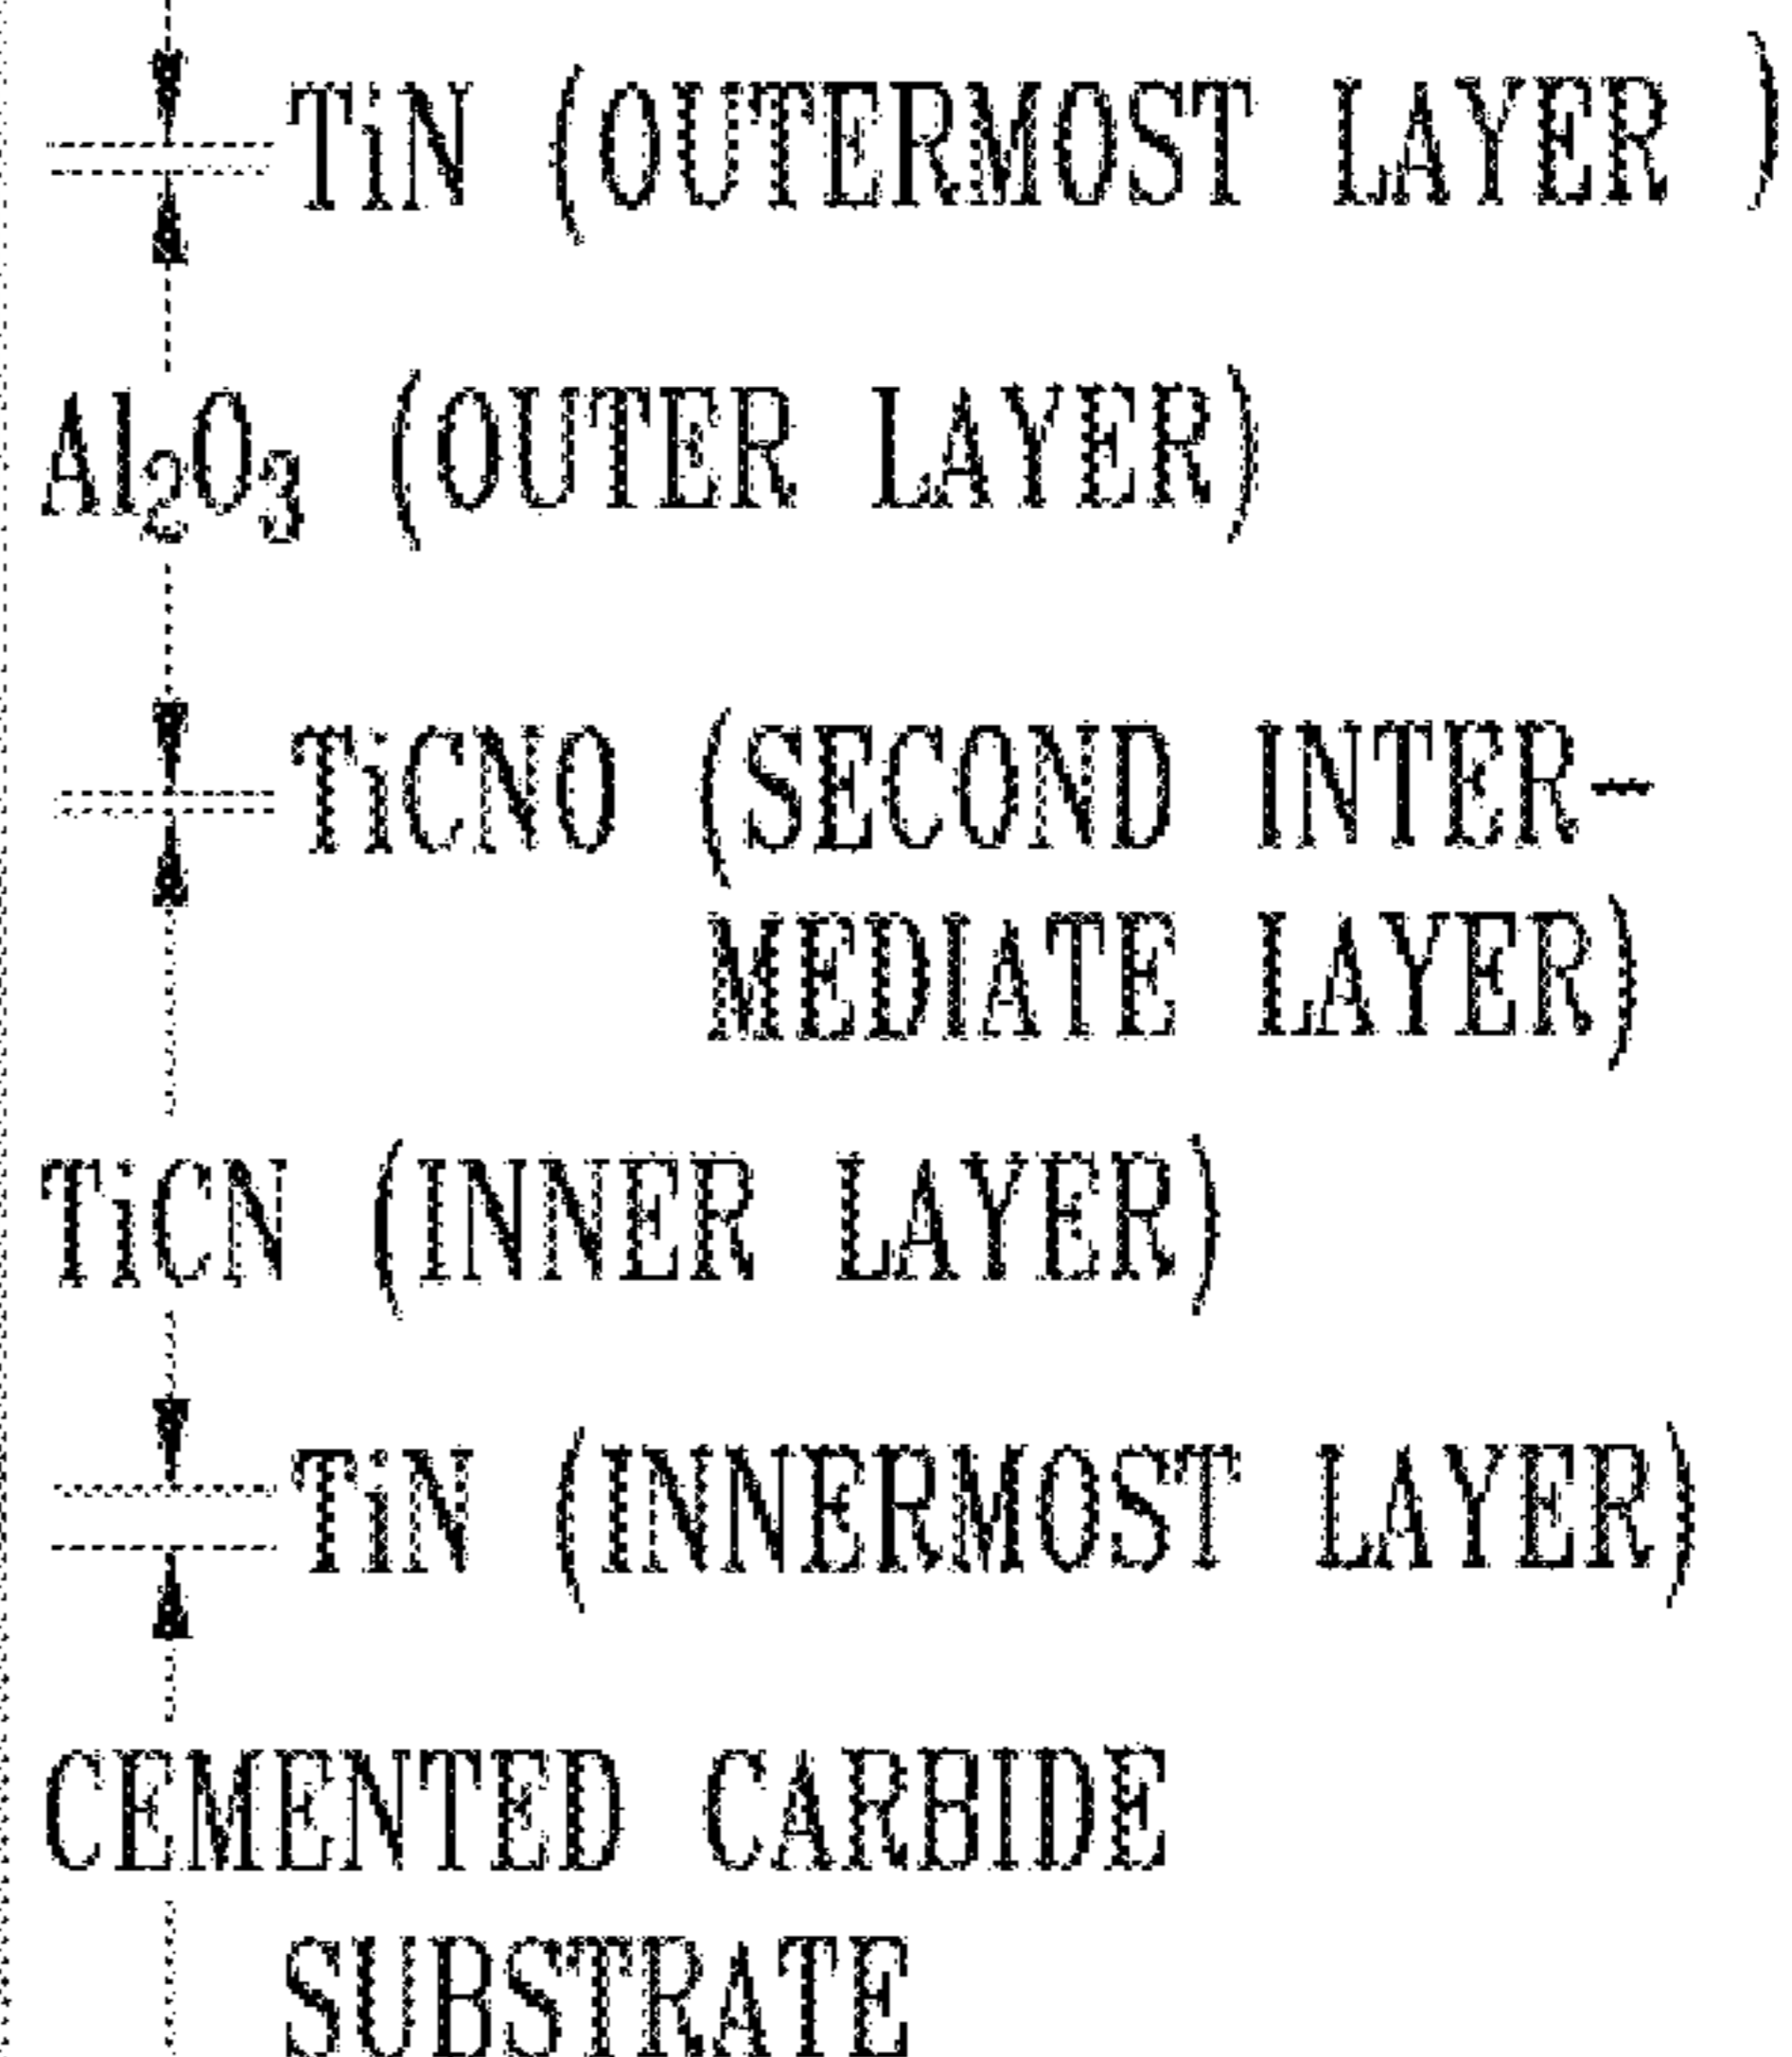 TiN (OUTERMOST LAYER )
Al₂O₃ (OUTER LAYER)
TiCNO (SECOND INTER-
MEDIATE LAYER)
TiCN (INNER LAYER)
TiN (INNERMOST LAYER)
CEMENTED CARBIDE
SUBSTRATE